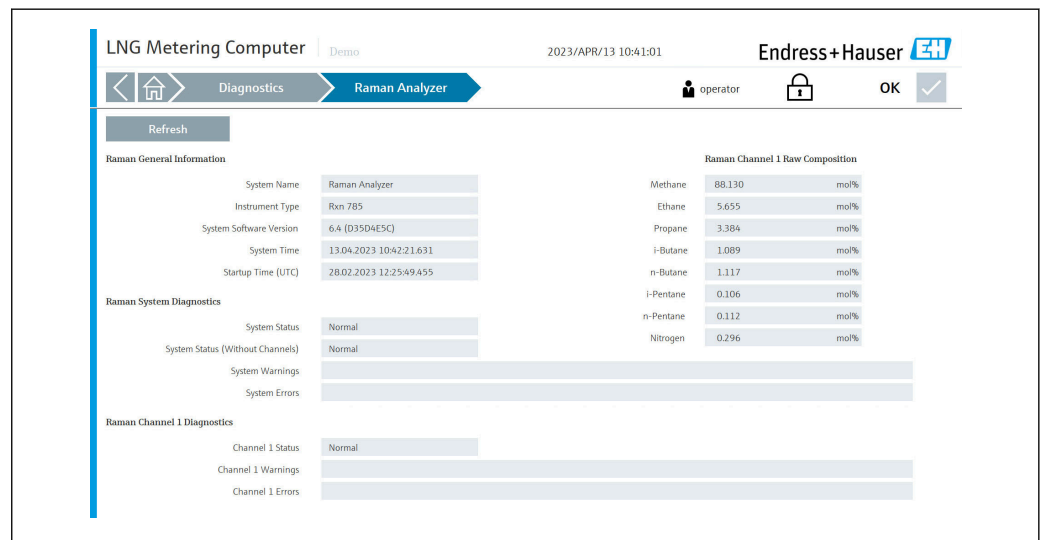 LNG Metering Computer Demo 2023/APR/13 10:41:01 Endress+Hauser EH
Diagnostics Raman Analyzer operator OK
Refresh
Raman General Information Raman Channel 1 Raw Composition
System Name Raman Analyzer Methane 88.130 mol%
Instrument Type Rxn 785 Ethane 5.655 mol%
System Software Version 6.4 (D35D4E5C) Propane 3.384 mol%
System Time 13.04.2023 10:42:21.631 i-Butane 1.089 mol%
Startup Time (UTC) 28.02.2023 12:25:49.455 n-Butane 1.117 mol%
i-Pentane 0.106 mol%
Raman System Diagnostics
n-Pentane 0.112 mol%
System Status Normal
Nitrogen 0.296 mol%
System Status (Without Channels) Normal
System Warnings
System Errors
Raman Channel 1 Diagnostics
Channel 1 Status Normal
Channel 1 Warnings
Channel 1 Errors